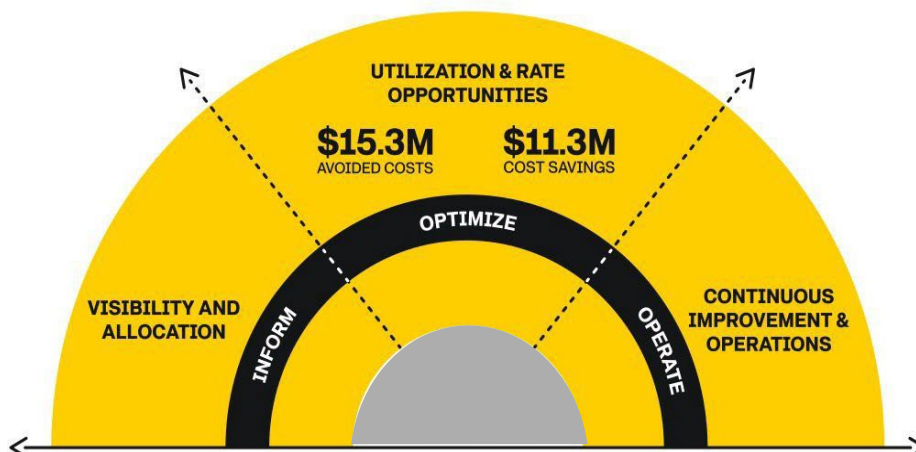 UTILIZATION & RATE
OPPORTUNITIES
$15.3M
AVOIDED COSTS
$11.3M
COST SAVINGS
OPTIMIZE
VISIBILITY AND
ALLOCATION
INFORM
OPERATE
CONTINUOUS
IMPROVEMENT &
OPERATIONS